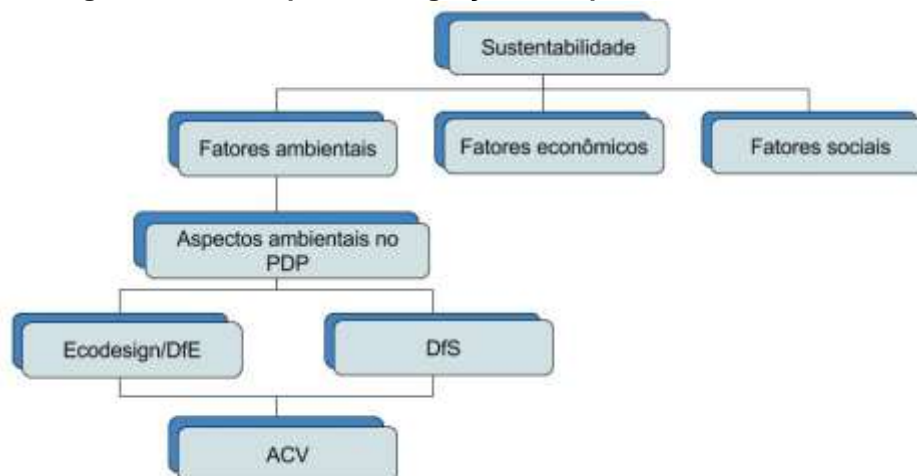 Sustentabilidade
Fatores ambientais
Fatores econômicos
Fatores sociais
Aspectos ambientais no
PDP
Ecodesign/DfE
DfS
ACV